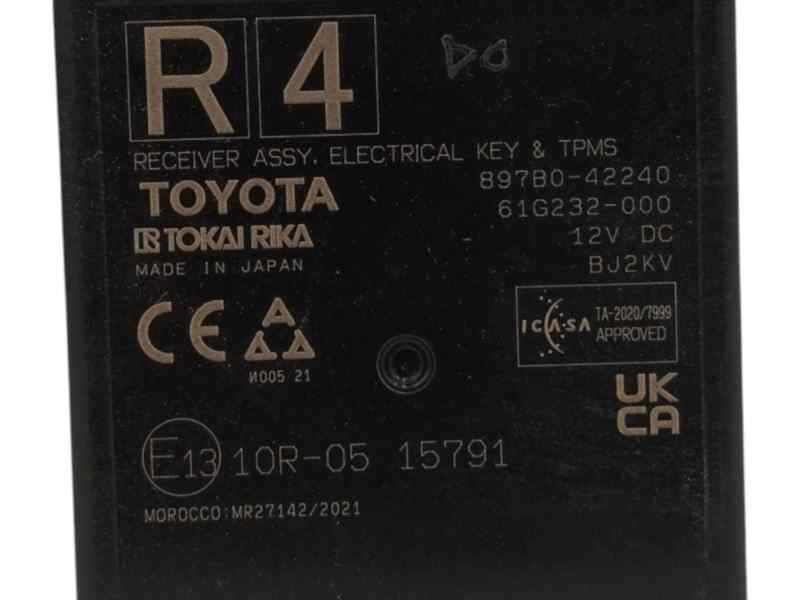 R 4
RECEIVER ASSY, ELECTRICAL KEY & TPMS
TOYOTA
897B0-42240
61G232-000
TOKAI RIKA
12V DC
MADE IN JAPAN
BJ2KV
CE
ICASA TA-2020/7999
APPROVED
И005 21
UK
CA
E13 10R-05 15791
MOROCCO:MR27142/2021